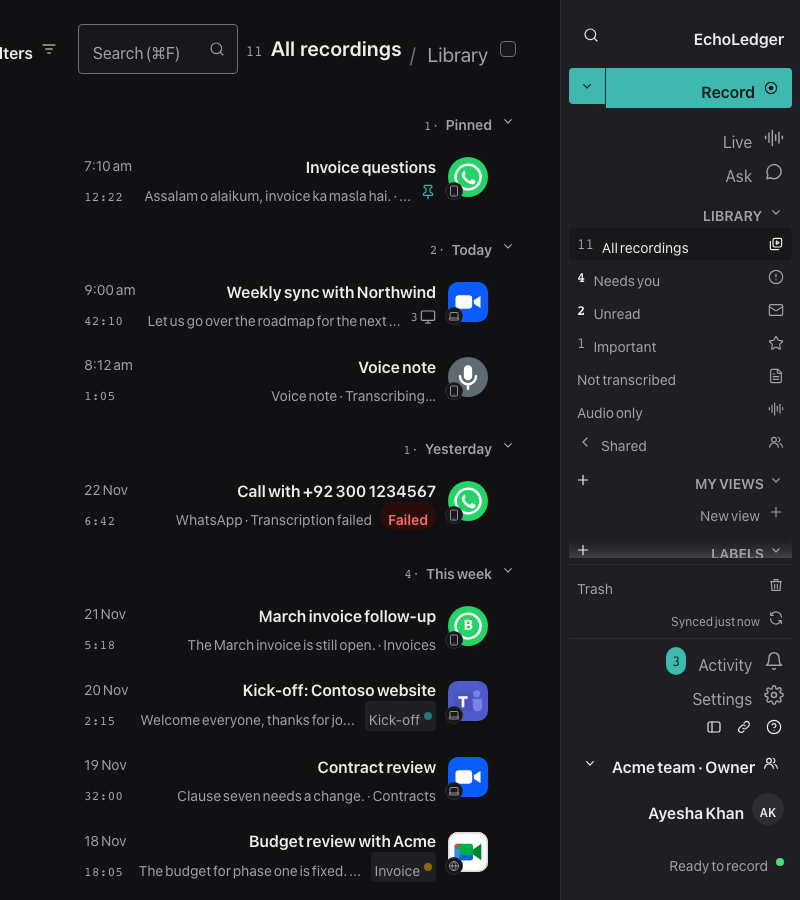 EchoLedger
Record
Live
Ask
LIBRARY
All recordings 11
Needs you 4
Unread 2
Important 1
Not transcribed
Audio only
Shared
MY VIEWS
New view
LABELS
Trash
Synced just now
Activity 3
Settings
Acme team · Owner
Ayesha Khan AK
Ready to record
Library / All recordings 11
Search (⌘F)
lters
Pinned · 1
Invoice questions 7:10 am
Assalam o alaikum, invoice ka masla hai. · ... 12:22
Today · 2
Weekly sync with Northwind 9:00 am
3 Let us go over the roadmap for the next ... 42:10
Voice note 8:12 am
Voice note · Transcribing... 1:05
Yesterday · 1
Call with +92 300 1234567 22 Nov
Failed WhatsApp · Transcription failed 6:42
This week · 4
B
March invoice follow-up 21 Nov
The March invoice is still open. · Invoices 5:18
T
Kick-off: Contoso website 20 Nov
Kick-off Welcome everyone, thanks for jo... 2:15
Contract review 19 Nov
Clause seven needs a change. · Contracts 32:00
Budget review with Acme 18 Nov
Invoice The budget for phase one is fixed. ... 18:05